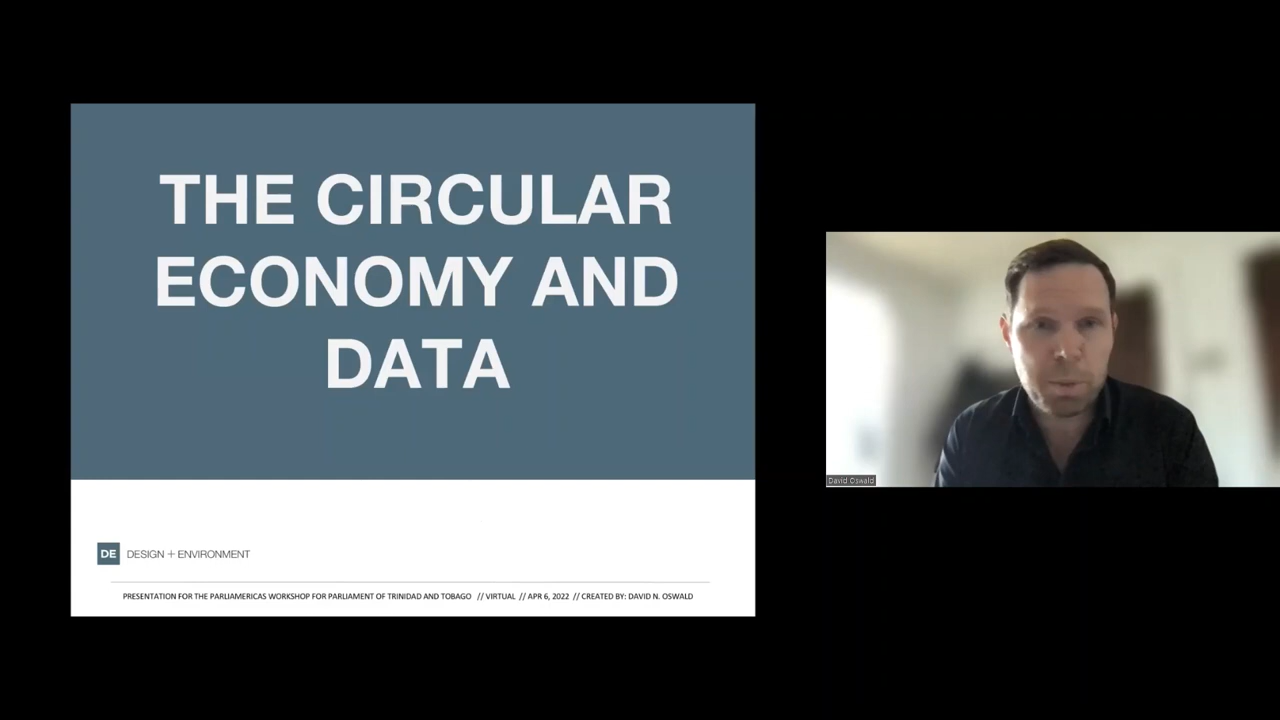 THE CIRCULAR
ECONOMY AND
DATA
DE DESIGN + ENVIRONMENT
PRESENTATION FOR THE PARLIAMERICAS WORKSHOP FOR PARLIAMENT OF TRINIDAD AND TOBAGO // VIRTUAL // APR 6, 2022 // CREATED BY: DAVID N. OSWALD
David Oswald